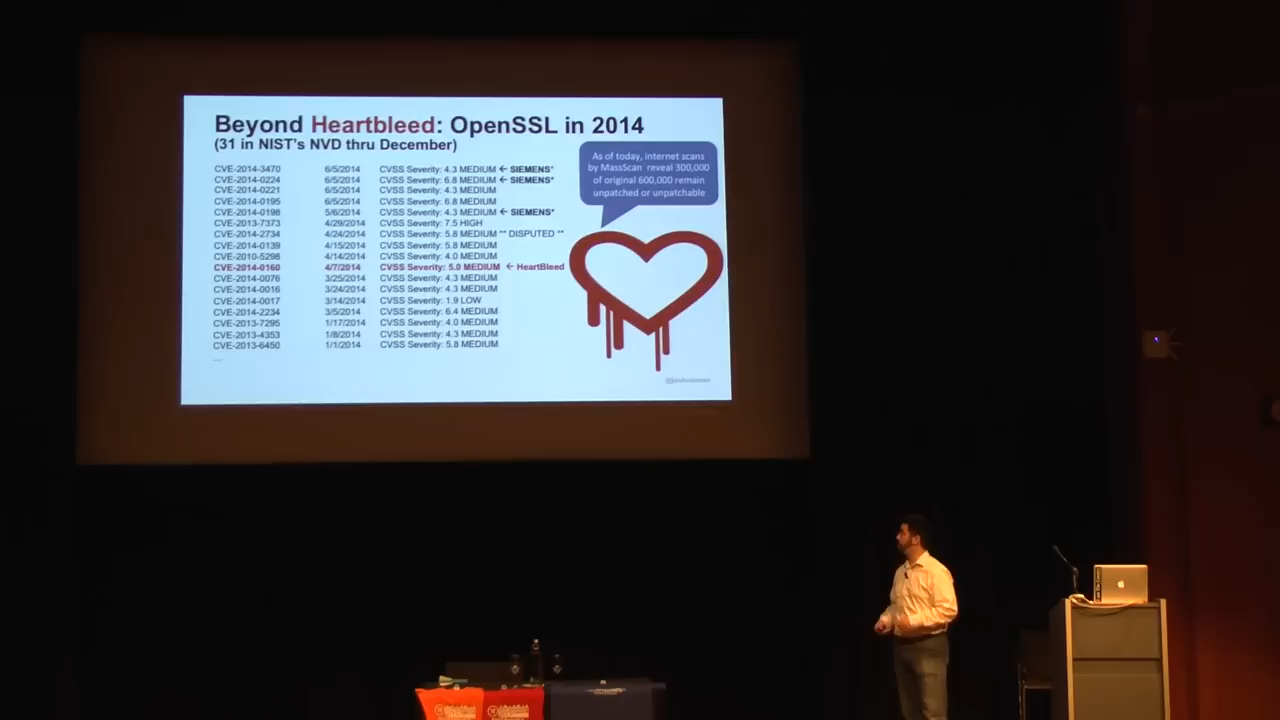 Beyond Heartbleed: OpenSSL in 2014
(31 in NIST's NVD thru December)
As of today, internet scans
by MassScan reveal 300,000
of original 600,000 remain
unpatched or unpatchable
CVE-2014-3470 6/5/2014 CVSS Severity: 4.3 MEDIUM ← SIEMENS*
CVE-2014-0224 6/5/2014 CVSS Severity: 6.8 MEDIUM ← SIEMENS*
CVE-2014-0221 6/5/2014 CVSS Severity: 4.3 MEDIUM
CVE-2014-0195 6/5/2014 CVSS Severity: 6.8 MEDIUM
CVE-2014-0198 5/6/2014 CVSS Severity: 4.3 MEDIUM ← SIEMENS*
CVE-2013-7373 4/29/2014 CVSS Severity: 7.5 HIGH
CVE-2014-2734 4/24/2014 CVSS Severity: 5.8 MEDIUM ** DISPUTED **
CVE-2014-0139 4/15/2014 CVSS Severity: 5.8 MEDIUM
CVE-2010-5298 4/14/2014 CVSS Severity: 4.0 MEDIUM
CVE-2014-0160 4/7/2014 CVSS Severity: 5.0 MEDIUM ← HeartBleed
CVE-2014-0076 3/25/2014 CVSS Severity: 4.3 MEDIUM
CVE-2014-0016 3/24/2014 CVSS Severity: 4.3 MEDIUM
CVE-2014-0017 3/14/2014 CVSS Severity: 1.9 LOW
CVE-2014-2234 3/5/2014 CVSS Severity: 6.4 MEDIUM
CVE-2013-7295 1/17/2014 CVSS Severity: 4.0 MEDIUM
CVE-2013-4353 1/8/2014 CVSS Severity: 4.3 MEDIUM
CVE-2013-6450 1/1/2014 CVSS Severity: 5.8 MEDIUM
....